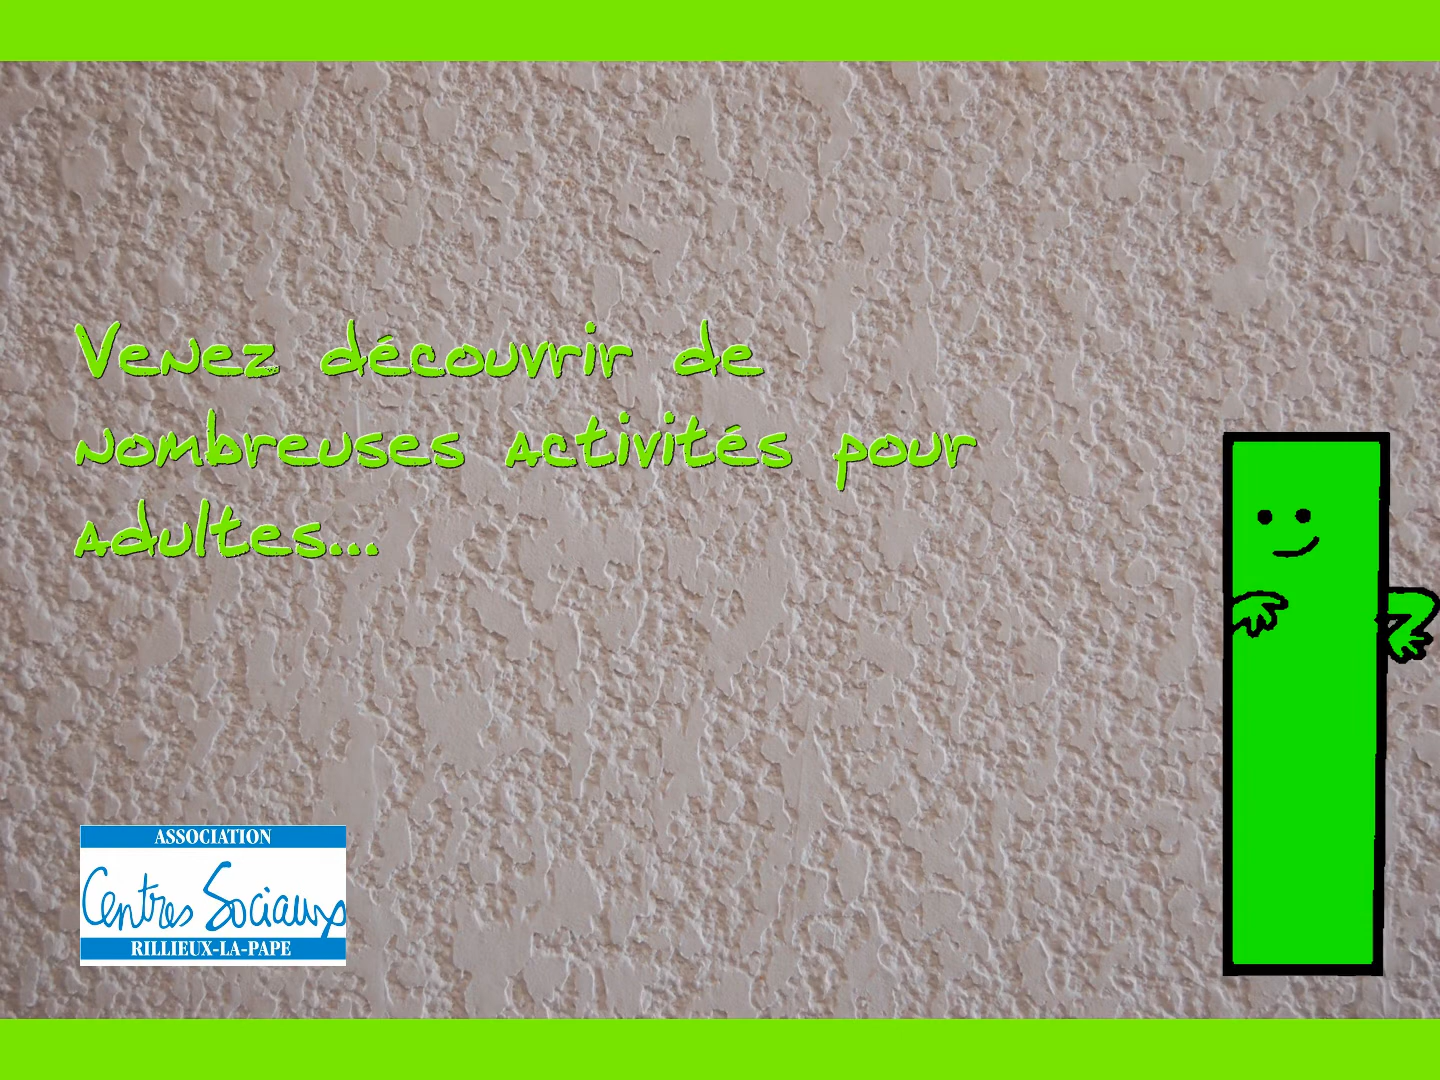 Venez découvrir de
nombreuses activités pour
adultes...
ASSOCIATION
Centres Sociaux
RILLIEUX-LA-PAPE